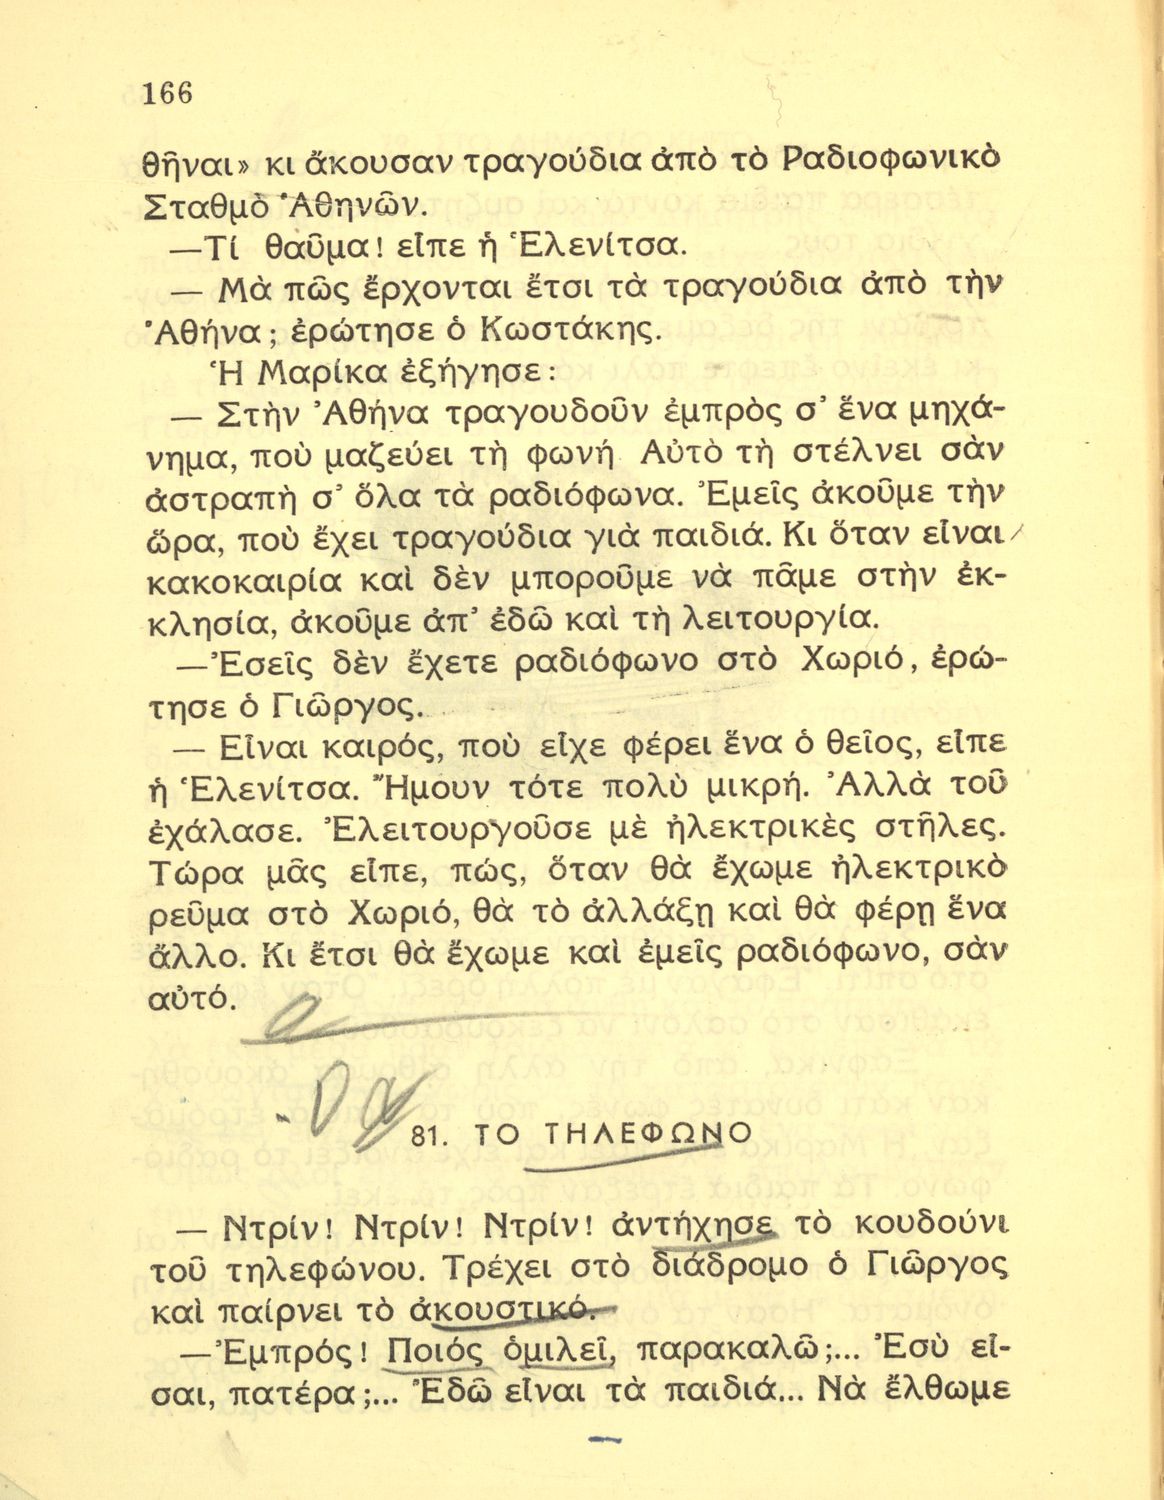 166
θῆναι» κι ἄκουσαν τραγούδια ἀπὸ τὸ Ραδιοφωνικὸ
Σταθμὸ Ἀθηνῶν.
—Τί θαῦμα! εἶπε ἡ Ἑλενίτσα.
— Μὰ πῶς ἔρχονται ἔτσι τὰ τραγούδια ἀπὸ τὴν
Ἀθήνα; ἐρώτησε ὁ Κωστάκης.
Ἡ Μαρίκα ἐξήγησε:
— Στὴν Ἀθήνα τραγουδοῦν ἐμπρὸς σ’ ἕνα μηχά-
νημα, ποὺ μαζεύει τὴ φωνή Αὐτὸ τὴ στέλνει σὰν
ἀστραπὴ σ’ ὅλα τὰ ραδιόφωνα. Ἐμεῖς ἀκοῦμε τὴν
ὥρα, ποὺ ἔχει τραγούδια γιὰ παιδιά. Κι ὅταν εἶναι
κακοκαιρία καὶ δὲν μποροῦμε νὰ πᾶμε στὴν ἐκ-
κλησία, ἀκοῦμε ἀπ’ ἐδῶ καὶ τὴ λειτουργία.
—Ἐσεῖς δὲν ἔχετε ραδιόφωνο στὸ Χωριό, ἐρώ-
τησε ὁ Γιῶργος.
— Εἶναι καιρός, ποὺ εἶχε φέρει ἕνα ὁ θεῖος, εἶπε
ἡ Ἑλενίτσα. Ἤμουν τότε πολὺ μικρή. Ἀλλὰ τοῦ
ἐχάλασε. Ἐλειτουργοῦσε μὲ ἠλεκτρικὲς στῆλες.
Τώρα μᾶς εἶπε, πώς, ὅταν θὰ ἔχωμε ἠλεκτρικὸ
ρεῦμα στὸ Χωριό, θὰ τὸ ἀλλάξῃ καὶ θὰ φέρῃ ἕνα
ἄλλο. Κι ἔτσι θὰ ἔχωμε καὶ ἐμεῖς ραδιόφωνο, σὰν
αὐτό.
81. ΤΟ ΤΗΛΕΦΩΝΟ
— Ντρίν! Ντρίν! Ντρίν! ἀντήχησε τὸ κουδούνι
τοῦ τηλεφώνου. Τρέχει στὸ διάδρομο ὁ Γιῶργος
καὶ παίρνει τὸ ἀκουστικό.
—Ἐμπρός! Ποιός ὁμιλεῖ, παρακαλῶ;... Ἐσὺ εἶ-
σαι, πατέρα;... Ἐδῶ εἶναι τὰ παιδιά... Νὰ ἔλθωμε